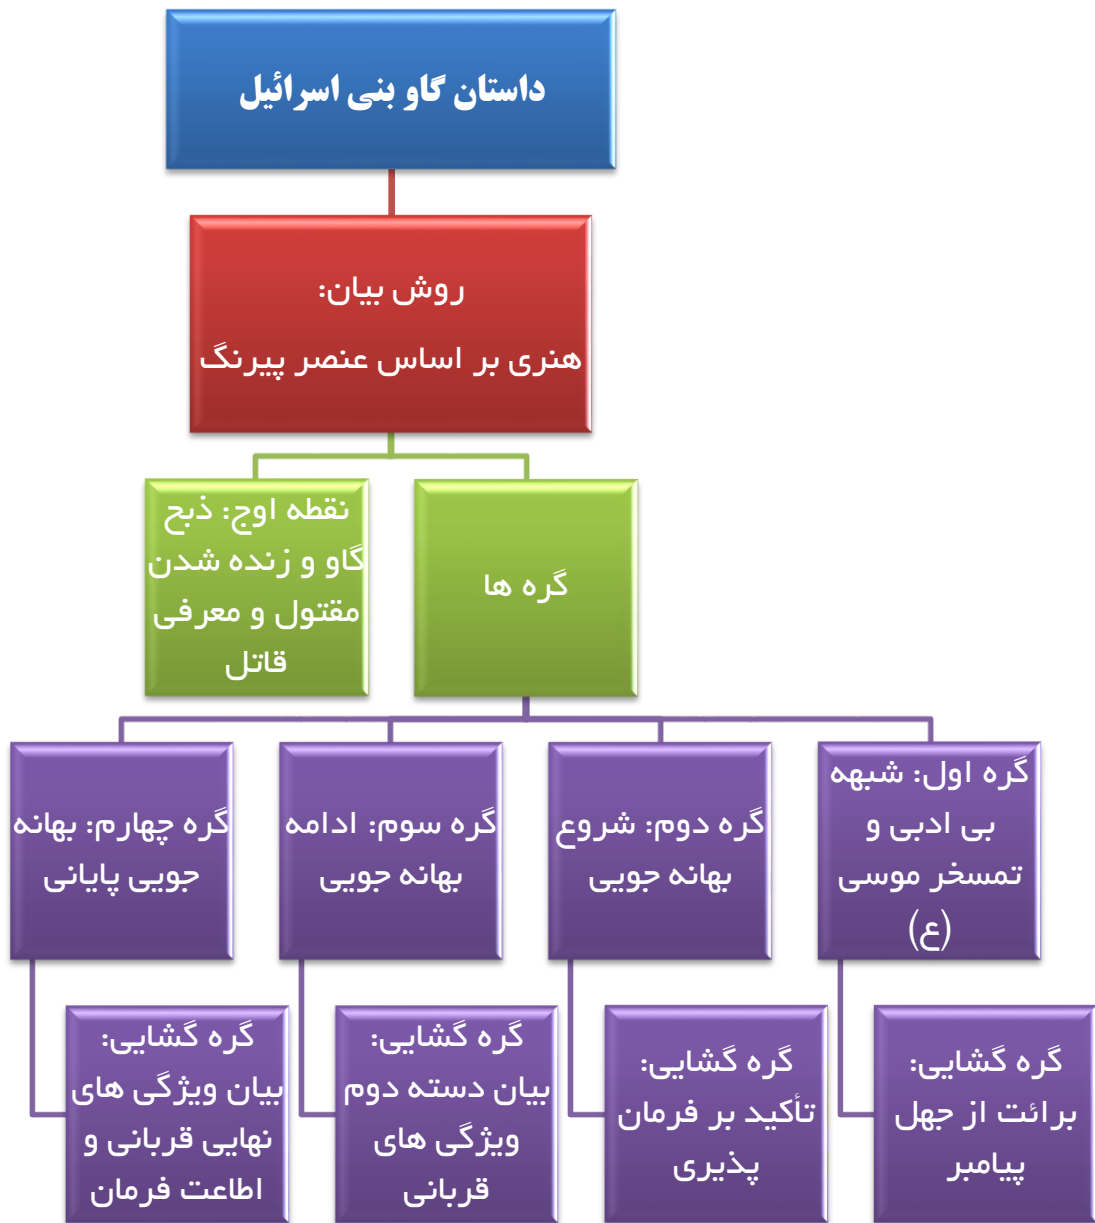 داستان گاو بنی اسرائیل
روش بیان:
هنری بر اساس عنصر پیرنگ
گره ها
نقطه اوج: ذبح
گاو و زنده شدن
مقتول و معرفی
قاتل
گره اول: شبهه
بی ادبی و
تمسخر موسی
(ع)
گره دوم: شروع
بهانه جویی
گره سوم: ادامه
بهانه جویی
گره چهارم: بهانه
جویی پایانی
گره گشایی:
برائت از جهل
پیامبر
گره گشایی:
تأکید بر فرمان
پذیری
گره گشایی:
بیان دسته دوم
ویژگی های
قربانی
گره گشایی:
بیان ویژگی های
نهایی قربانی و
اطاعت فرمان